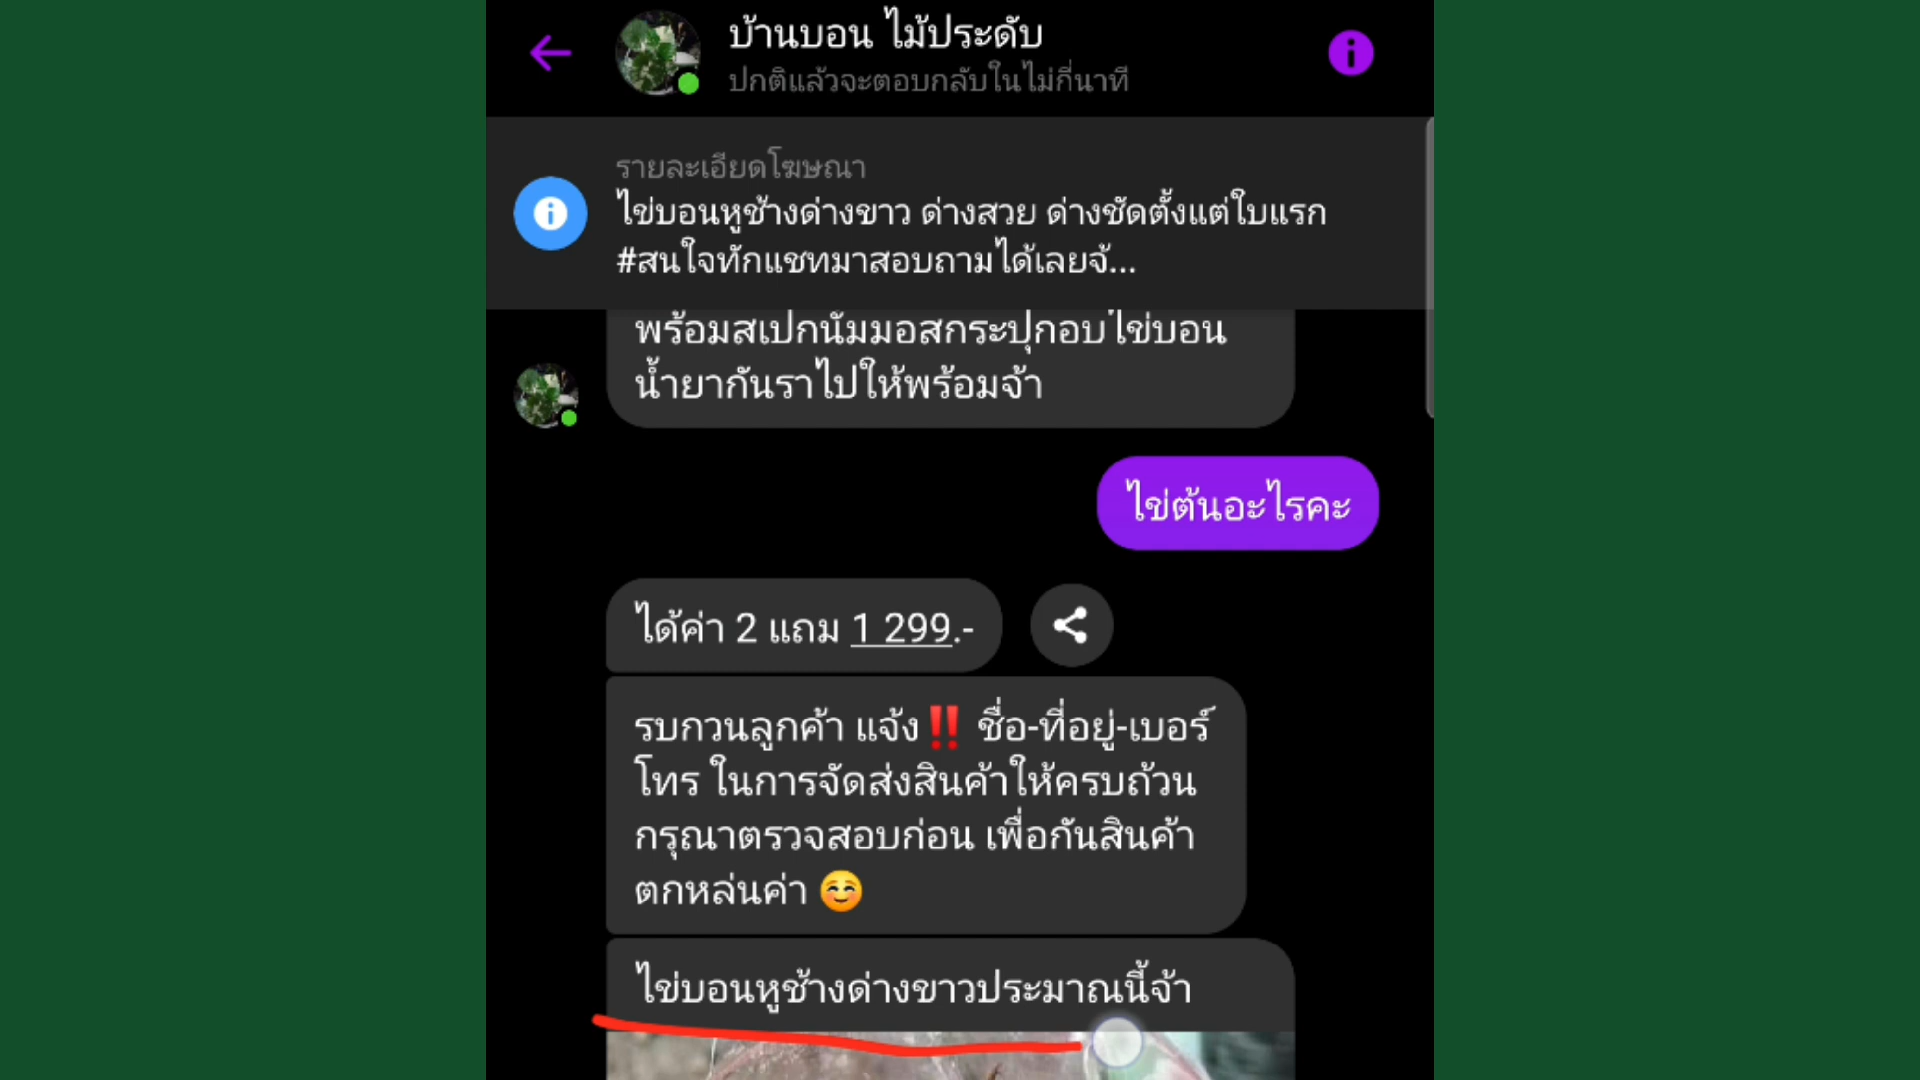 บ้านบอน ไม้ประดับ
ปกติแล้วจะตอบกลับในไม่กี่นาที
รายละเอียดโฆษณา
ไข่บอนหูช้างด่างขาว ด่างสวย ด่างชัดตั้งแต่ใบแรก
#สนใจทักแชทมาสอบถามได้เลยจ้...
พร้อมสเปกนัมมอสกระปุกอบไข่บอน
น้ำยากันราไปให้พร้อมจ้า
ไข่ต้นอะไรคะ
ได้ค่า 2 แถม 1 299.-
รบกวนลูกค้า แจ้ง‼️ ชื่อ-ที่อยู่-เบอร์
โทร ในการจัดส่งสินค้าให้ครบถ้วน
กรุณาตรวจสอบก่อน เพื่อกันสินค้า
ตกหล่นค่า ☺️
ไข่บอนหูช้างด่างขาวประมาณนี้จ้า